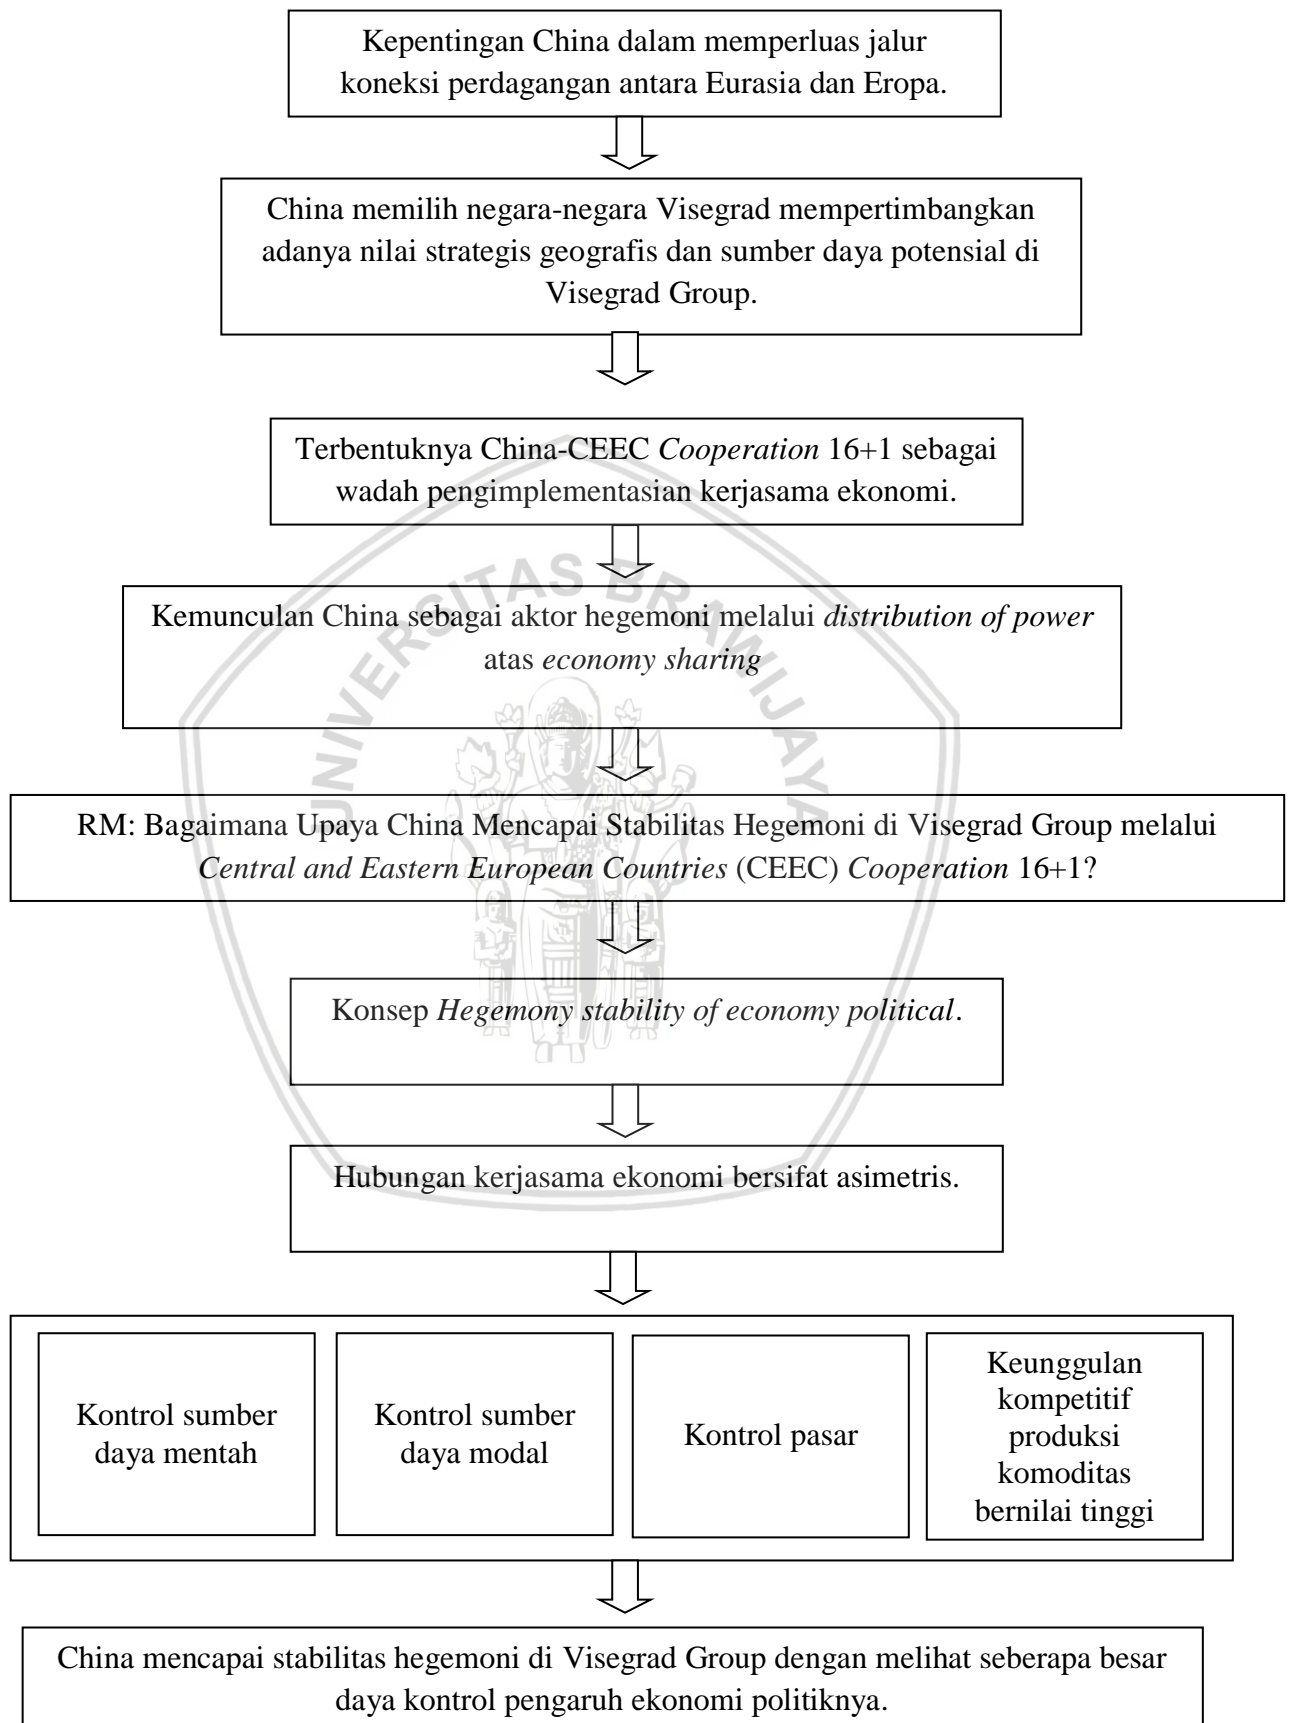 Kepentingan China dalam memperluas jalur
koneksi perdagangan antara Eurasia dan Eropa.
China memilih negara-negara Visegrad mempertimbangkan
adanya nilai strategis geografis dan sumber daya potensial di
Visegrad Group.
Terbentuknya China-CEEC Cooperation 16+1 sebagai
wadah pengimplementasian kerjasama ekonomi.
UNIVERSITAS BRAWIJAYA
Kemunculan China sebagai aktor hegemoni melalui distribution of power
atas economy sharing
RM: Bagaimana Upaya China Mencapai Stabilitas Hegemoni di Visegrad Group melalui
Central and Eastern European Countries (CEEC) Cooperation 16+1?
Konsep Hegemony stability of economy political.
Hubungan kerjasama ekonomi bersifat asimetris.
Kontrol sumber
daya mentah
Kontrol sumber
daya modal
Kontrol pasar
Keunggulan
kompetitif
produksi
komoditas
bernilai tinggi
China mencapai stabilitas hegemoni di Visegrad Group dengan melihat seberapa besar
daya kontrol pengaruh ekonomi politiknya.